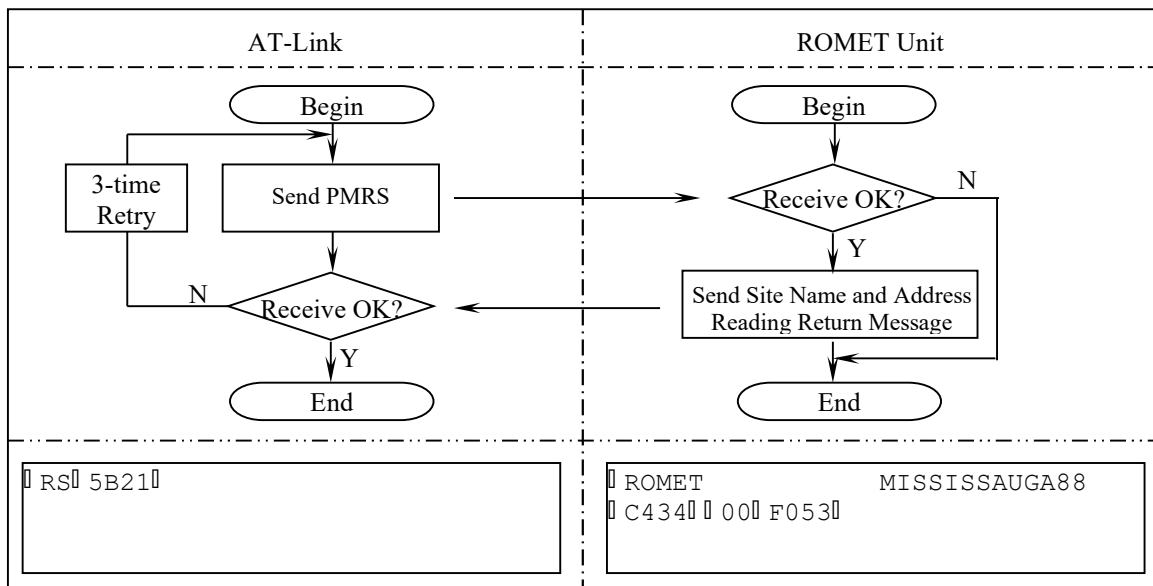 AT-Link
ROMET Unit
Begin
Begin
3-time
Retry
Send PMRS
Receive OK?
N
Y
Send Site Name and Address
Reading Return Message
N
Receive OK?
Y
End
End
▯ RS▯ 5B21▯
▯ ROMET MISSISSAUGA88
▯ C434▯▯ 00▯ F053▯